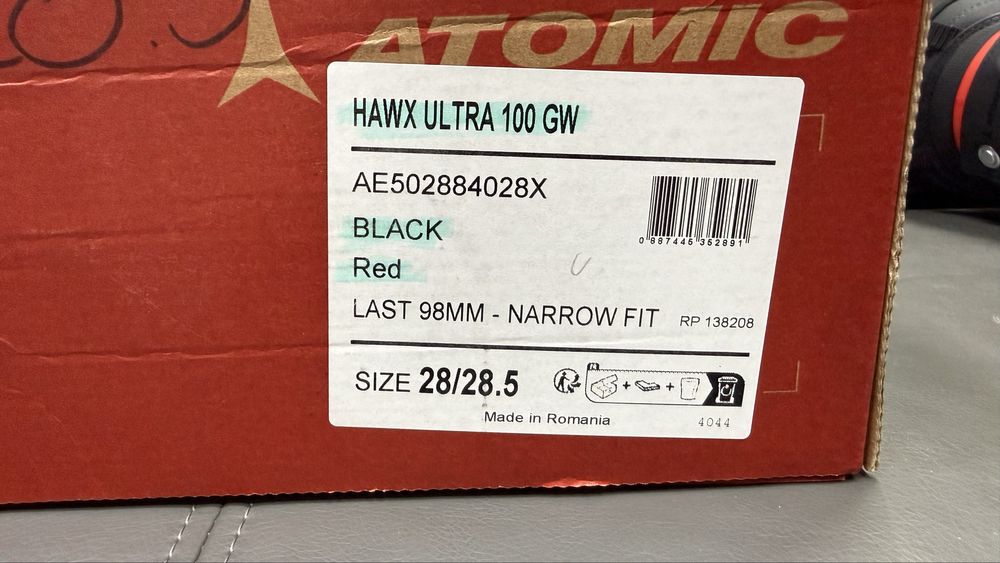 ATOMIC
HAWX ULTRA 100 GW
AE502884028X
0 887445 352891
BLACK
Red
LAST 98MM - NARROW FIT RP 138208
SIZE 28/28.5
Made in Romania 4044